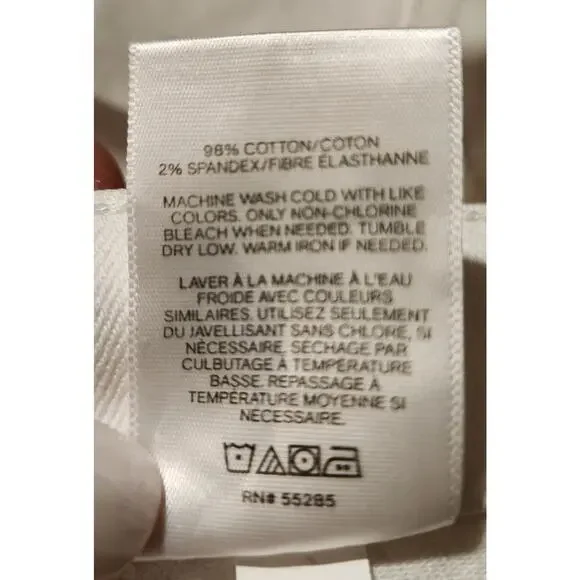 98% COTTON/COTON
2% SPANDEX/FIBRE ÉLASTHANNE
MACHINE WASH COLD WITH LIKE
COLORS. ONLY NON-CHLORINE
BLEACH WHEN NEEDED. TUMBLE
DRY LOW. WARM IRON IF NEEDED.
LAVER À LA MACHINE À L'EAU
FROIDE AVEC COULEURS
SIMILAIRES. UTILISEZ SEULEMENT
DU JAVELLISANT SANS CHLORE, SI
NÉCESSAIRE. SECHAGE PAR
CULBUTAGE À TEMPÉRATURE
BASSE. REPASSAGE À
TEMPÉRATURE MOYENNE SI
NÉCESSAIRE.
RN# 55285